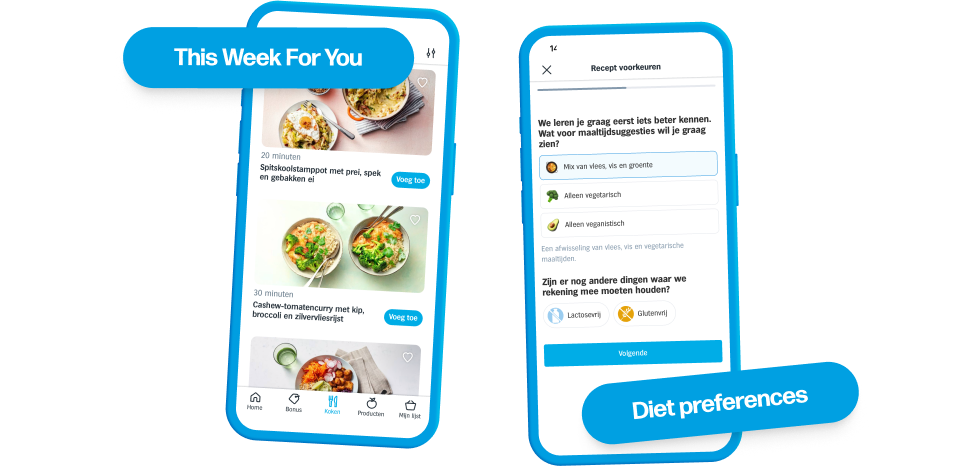 This Week For You
20 minuten
Spitskoolstamppot met prei, spek
en gebakken ei
Voeg toe
30 minuten
Cashew-tomatencurry met kip,
broccoli en zilvervliesrijst
Voeg toe
Home
Bonus
Koken
Producten
Mijn lijst
Recept voorkeuren
We leren je graag eerst iets beter kennen.
Wat voor maaltijdsuggesties wil je graag
zien?
Mix van vlees, vis en groente
Alleen vegetarisch
Alleen veganistisch
Een afwisseling van vlees, vis en vegetarische
maaltijden.
Zijn er nog andere dingen waar we
rekening mee moeten houden?
Lactosevrij
Glutenvrij
Volgende
Diet preferences